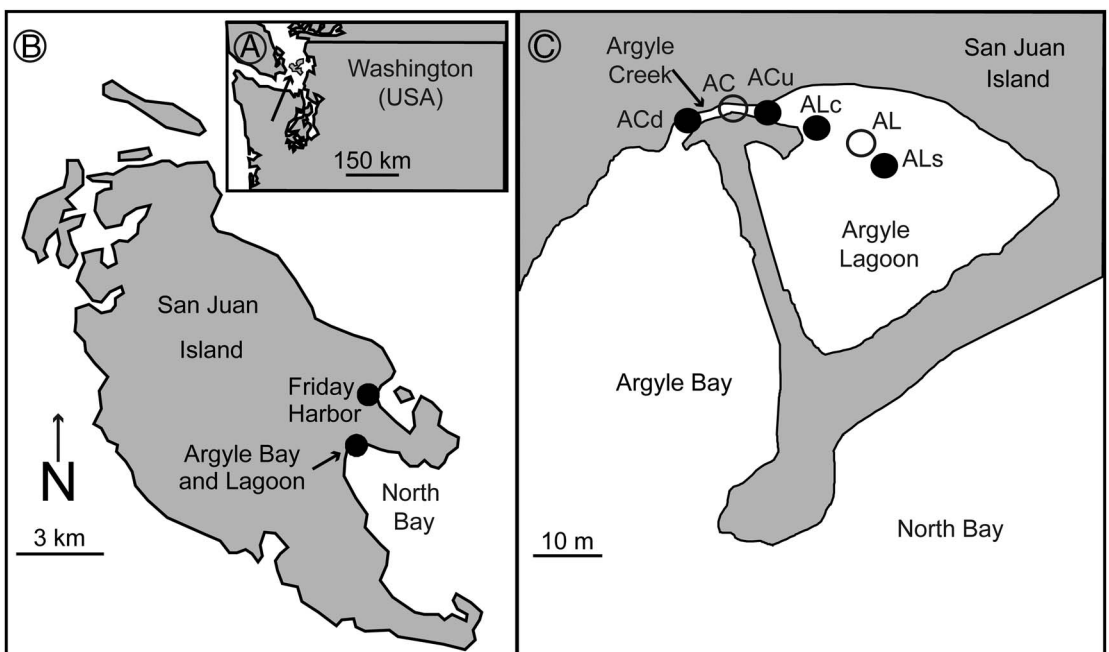 B
A
Washington
(USA)
150 km
San Juan
Island
Friday
Harbor
Argyle Bay
and Lagoon
North
Bay
N
3 km
C
Argyle
Creek
AC
ACu
San Juan
Island
ACd
ALc
AL
ALs
Argyle
Lagoon
Argyle Bay
North Bay
10 m